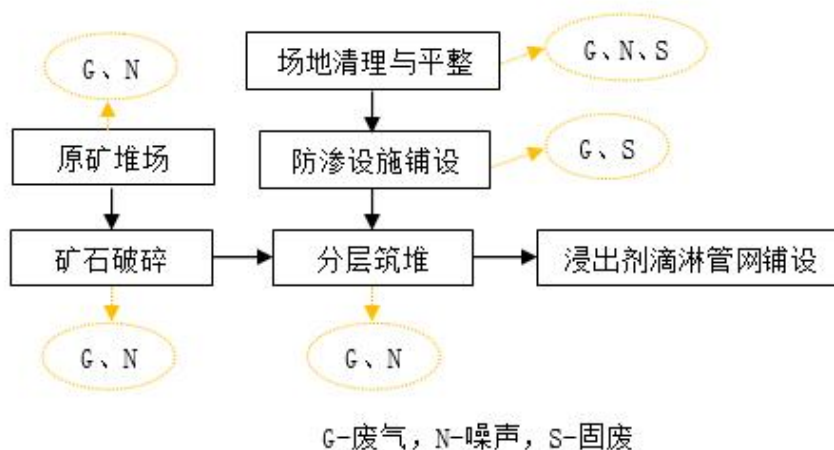 G、N
场地清理与平整
G、N、S
原矿堆场
防渗设施铺设
G、S
矿石破碎
分层筑堆
浸出剂滴淋管网铺设
G、N
G、N
G-废气，N-噪声，S-固废